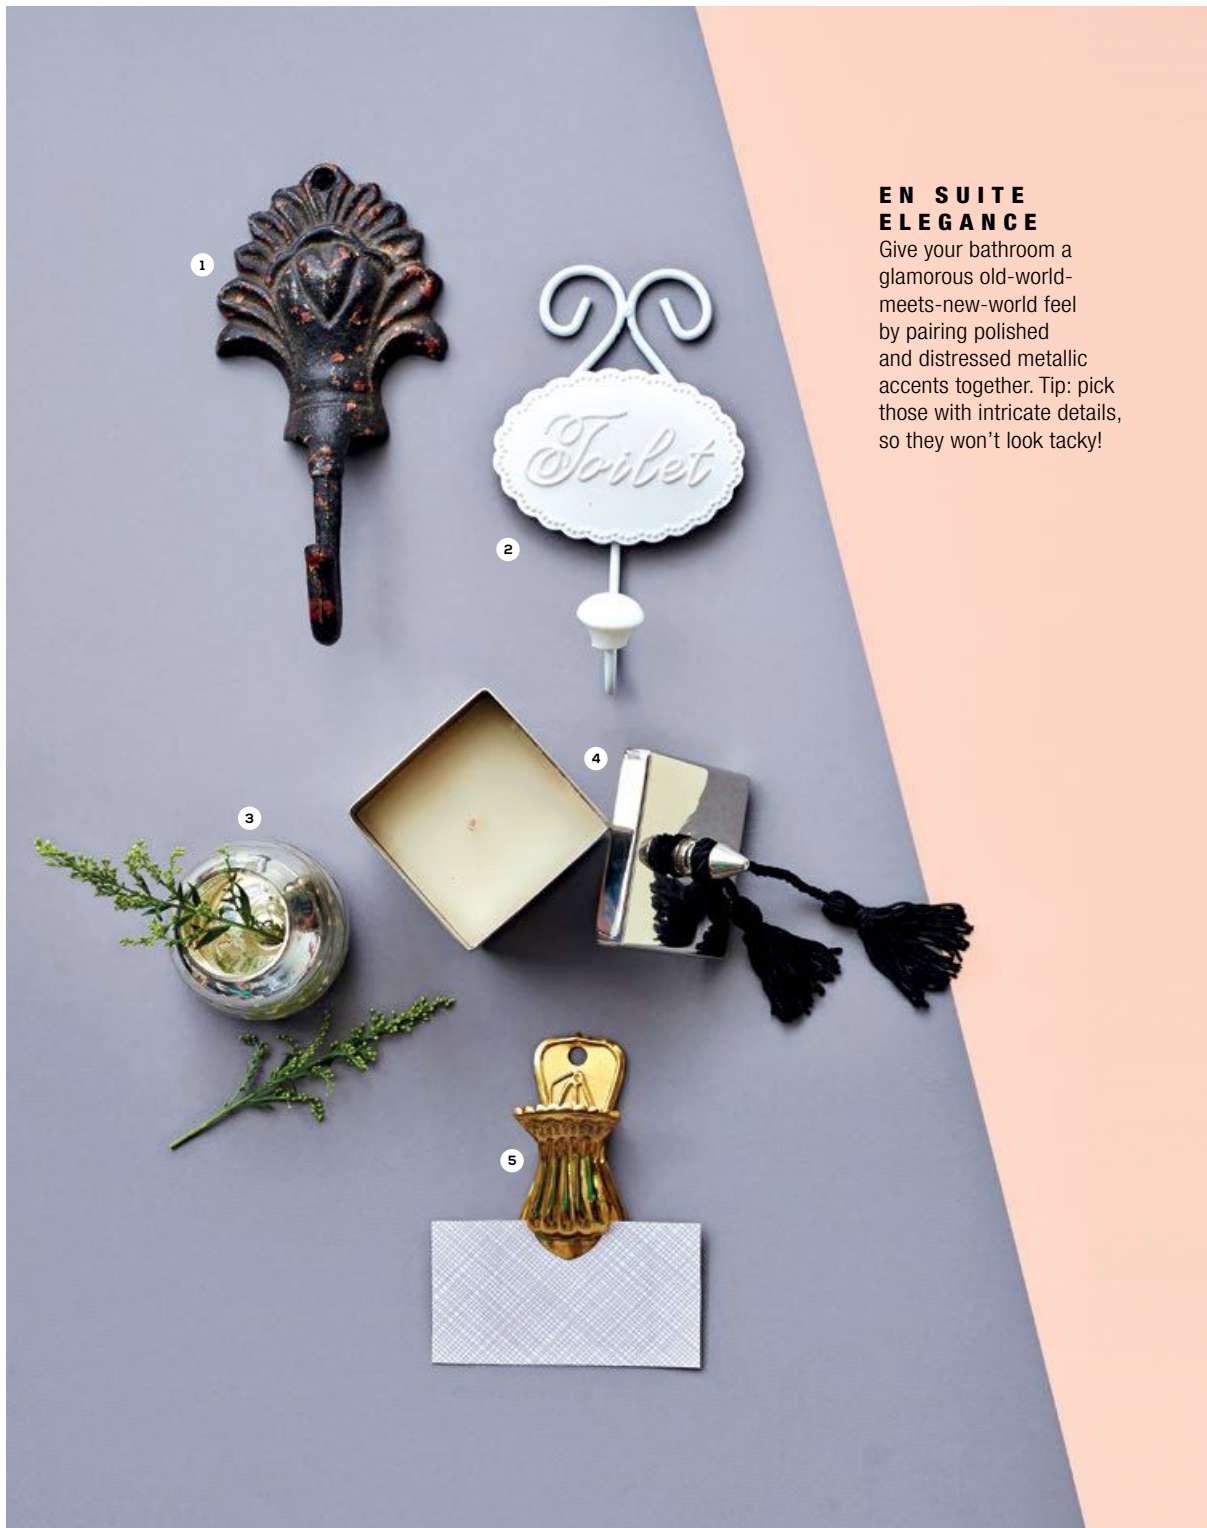 EN SUITE
ELEGANCE
Give your bathroom a
glamorous old-world-
meets-new-world feel
by pairing polished
and distressed metallic
accents together. Tip: pick
those with intricate details,
so they won't look tacky!
1
Toilet
2
4
3
5